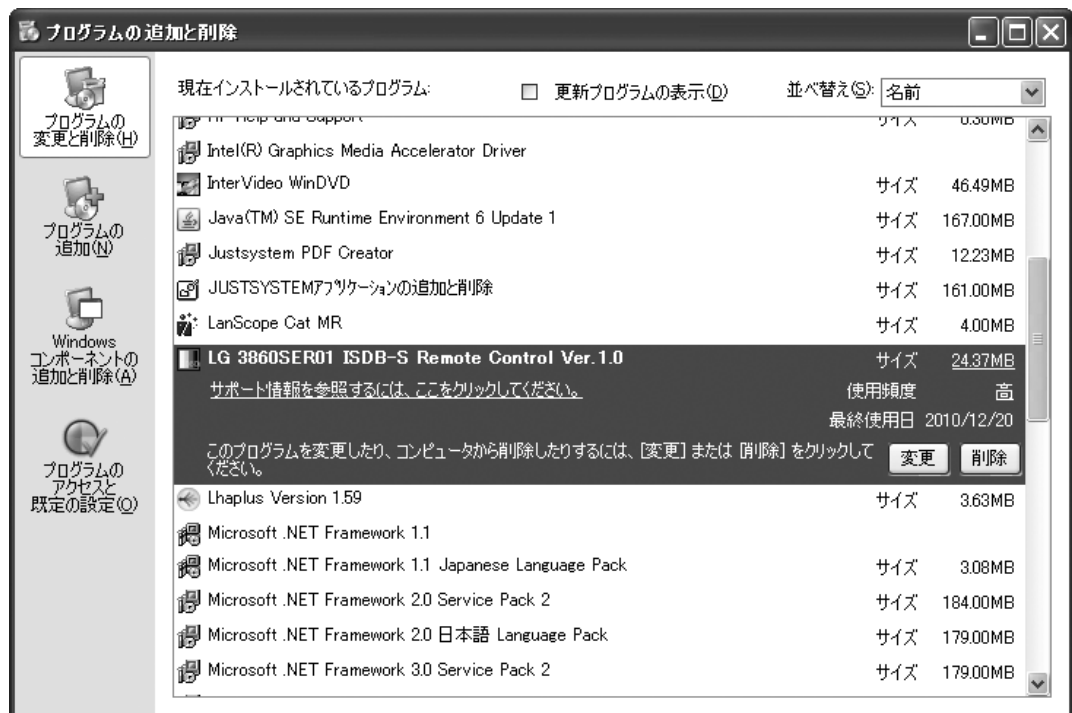 プログラムの追加と削除
プログラムの
変更と削除(H)
プログラムの
追加(N)
Windows
コンポーネントの
追加と削除(A)
プログラムの
アクセスと
既定の設定(O)
現在インストールされているプログラム:
更新プログラムの表示(D)
並べ替え(S): 名前
HP Help and Support サイズ 0.30MB
Intel(R) Graphics Media Accelerator Driver
InterVideo WinDVD サイズ 46.49MB
Java(TM) SE Runtime Environment 6 Update 1 サイズ 167.00MB
Justsystem PDF Creator サイズ 12.23MB
JUSTSYSTEMアプリケーションの追加と削除 サイズ 161.00MB
LanScope Cat MR サイズ 4.00MB
LG 3860SER01 ISDB-S Remote Control Ver.1.0 サイズ 24.37MB
サポート情報を参照するには、ここをクリックしてください。 使用頻度 高
最終使用日 2010/12/20
このプログラムを変更したり、コンピュータから削除したりするには、[変更] または [削除] をクリックして
ください。
変更 削除
Lhaplus Version 1.59 サイズ 3.63MB
Microsoft .NET Framework 1.1
Microsoft .NET Framework 1.1 Japanese Language Pack サイズ 3.08MB
Microsoft .NET Framework 2.0 Service Pack 2 サイズ 184.00MB
Microsoft .NET Framework 2.0 日本語 Language Pack サイズ 179.00MB
Microsoft .NET Framework 3.0 Service Pack 2 サイズ 179.00MB